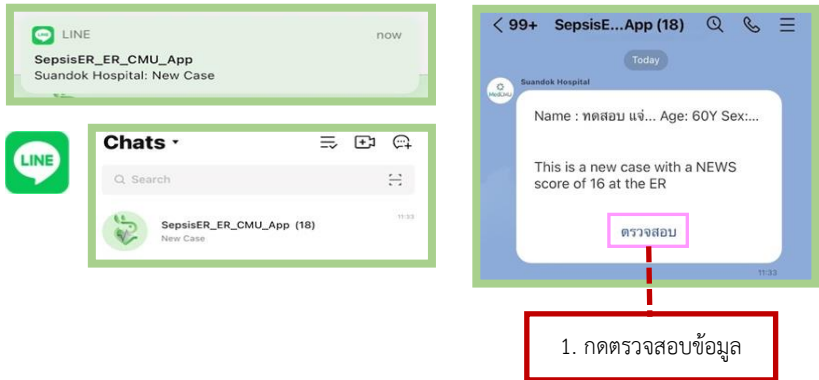 LINE
now
SepsisER_ER_CMU_App
Suandok Hospital: New Case
LINE
Chats
Search
SepsisER_ER_CMU_App (18)
11:33
New Case
99+ SepsisE...App (18)
Today
Suandok Hospital
Name : ทดสอบ แจ่... Age: 60Y Sex:...
This is a new case with a NEWS
score of 16 at the ER
ตรวจสอบ
11:33
1. กดตรวจสอบข้อมูล